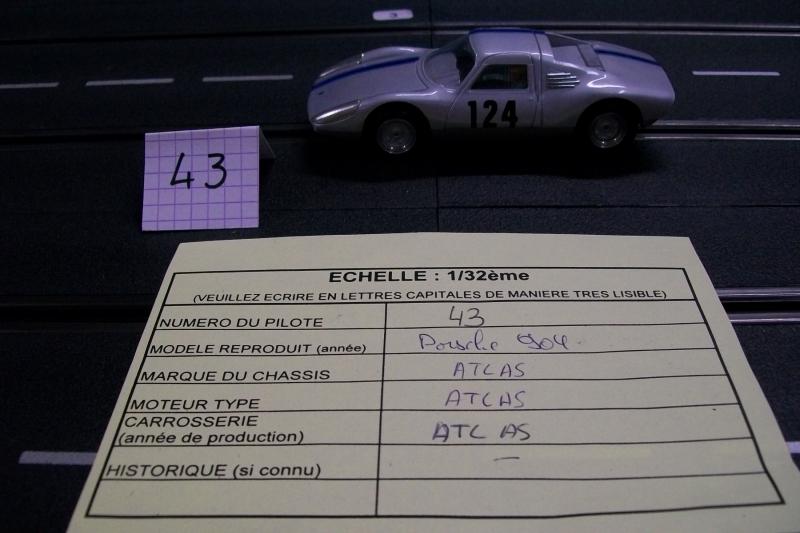 3
124
43
ECHELLE : 1/32ème
(VEUILLEZ ECRIRE EN LETTRES CAPITALES DE MANIERE TRES LISIBLE)
NUMERO DU PILOTE 43
MODELE REPRODUIT (année) Porsche 904
MARQUE DU CHASSIS ATLAS
MOTEUR TYPE ATLAS
CARROSSERIE
(année de production) ATLAS
HISTORIQUE (si connu) —